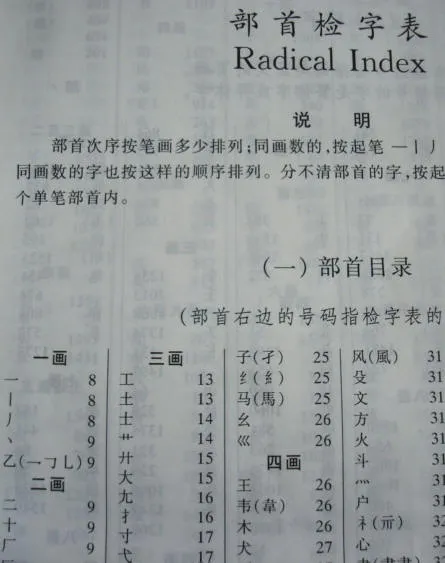 部首检字表
Radical Index
说 明
部首次序按笔画多少排列;同画数的,按起笔 一丨丿
同画数的字也按这样的顺序排列。分不清部首的字,按起
个单笔部首内。
(一) 部首目录
(部首右边的号码指检字表的
一画
一 8
丨 8
丿 8
丶 9
乙(一𠃌乚) 9
二画
二 9
十 9
厂 9
三画
工 13
土 13
士 14
艹 14
廾 15
大 15
尢 16
扌 16
寸 17
弋 17
子(孑) 25
纟(糹) 25
马(馬) 25
幺 26
巛 26
四画
王 26
韦(韋) 26
木 26
犬 27
风(風) 31
殳 31
文 31
方 31
火 31
斗 31
灬 31
户 31
礻(示) 32
心 32